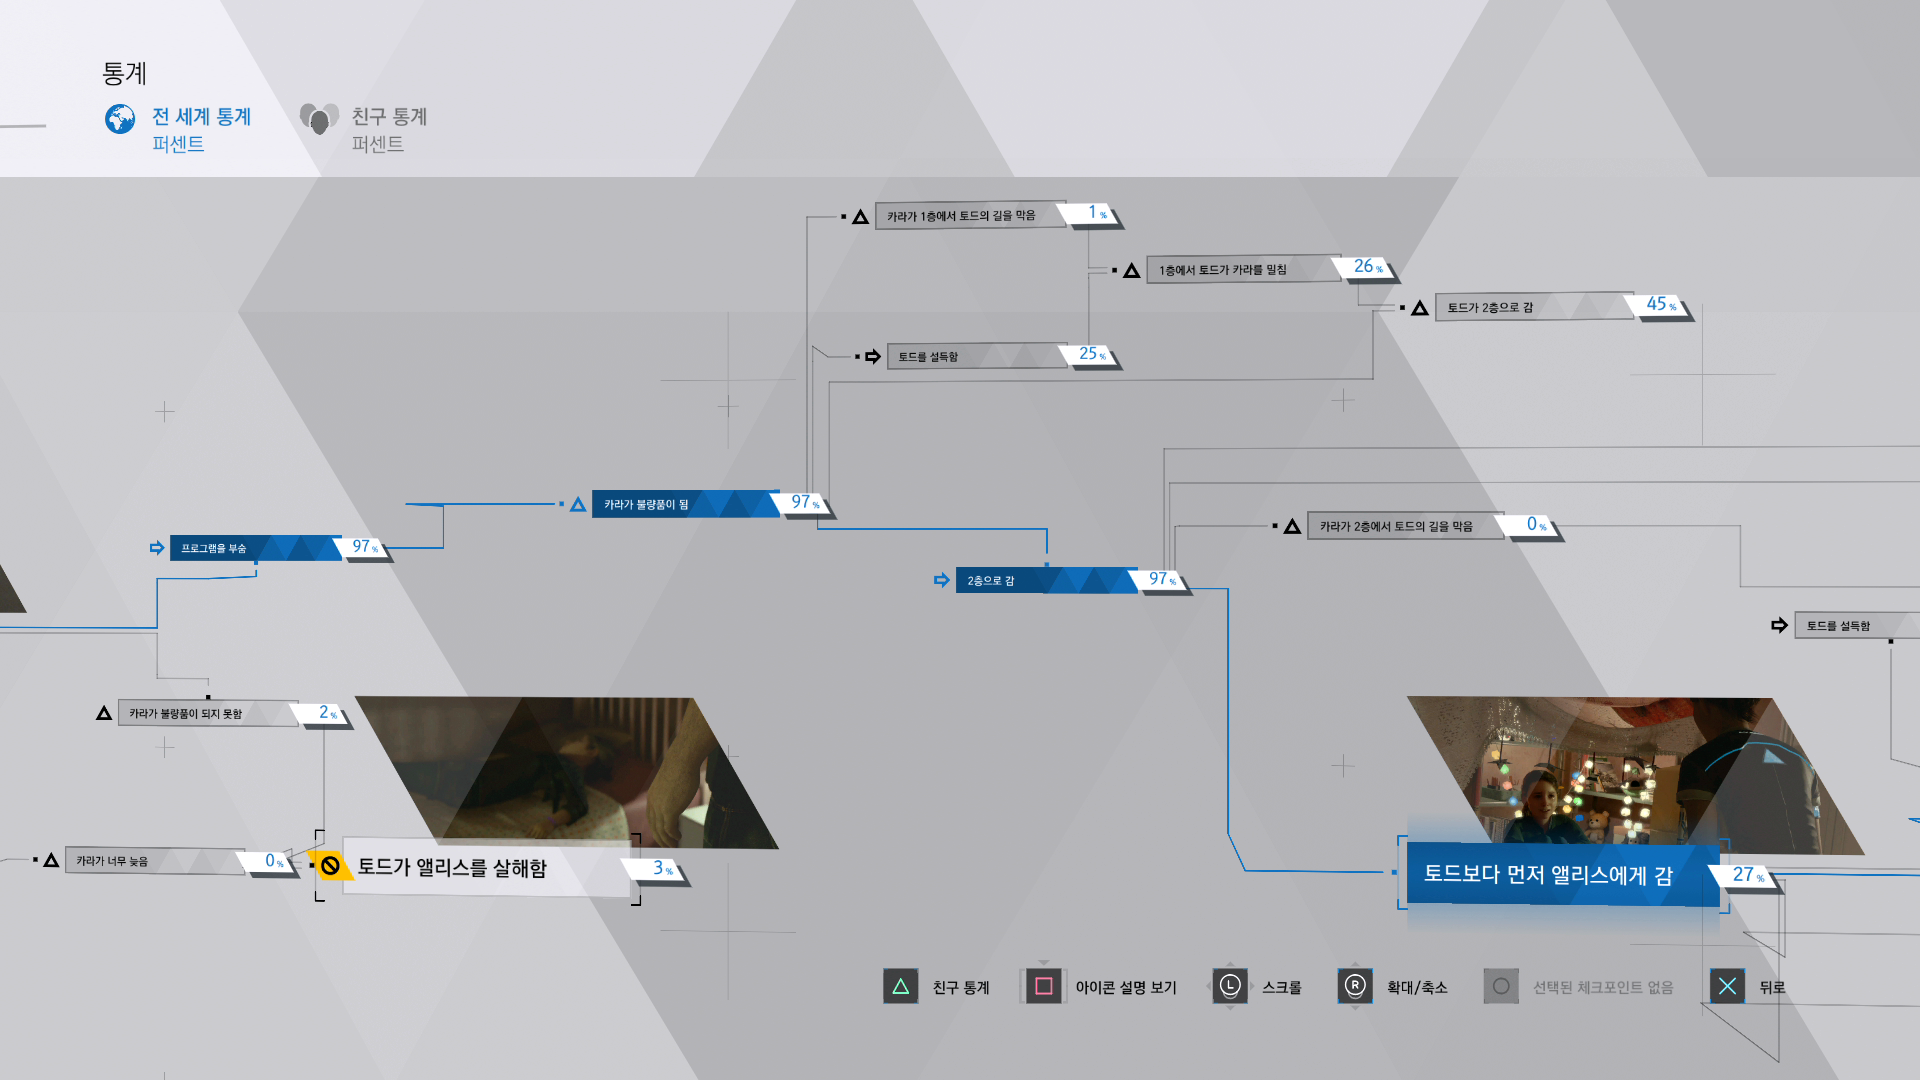 통계
전 세계 통계
퍼센트
친구 통계
퍼센트
카라가 1층에서 토드의 길을 막음
1%
1층에서 토드가 카라를 밀침
26%
토드가 2층으로 감
45%
토드를 설득함
25%
카라가 불량품이 됨
97%
프로그램을 부숨
97%
카라가 2층에서 토드의 길을 막음
0%
2층으로 감
97%
토드를 설득함
카라가 불량품이 되지 못함
2%
카라가 너무 늦음
0%
토드가 앨리스를 살해함
3%
토드보다 먼저 앨리스에게 감
27%
친구 통계
아이콘 설명 보기
L
스크롤
R
확대/축소
선택된 체크포인트 없음
뒤로